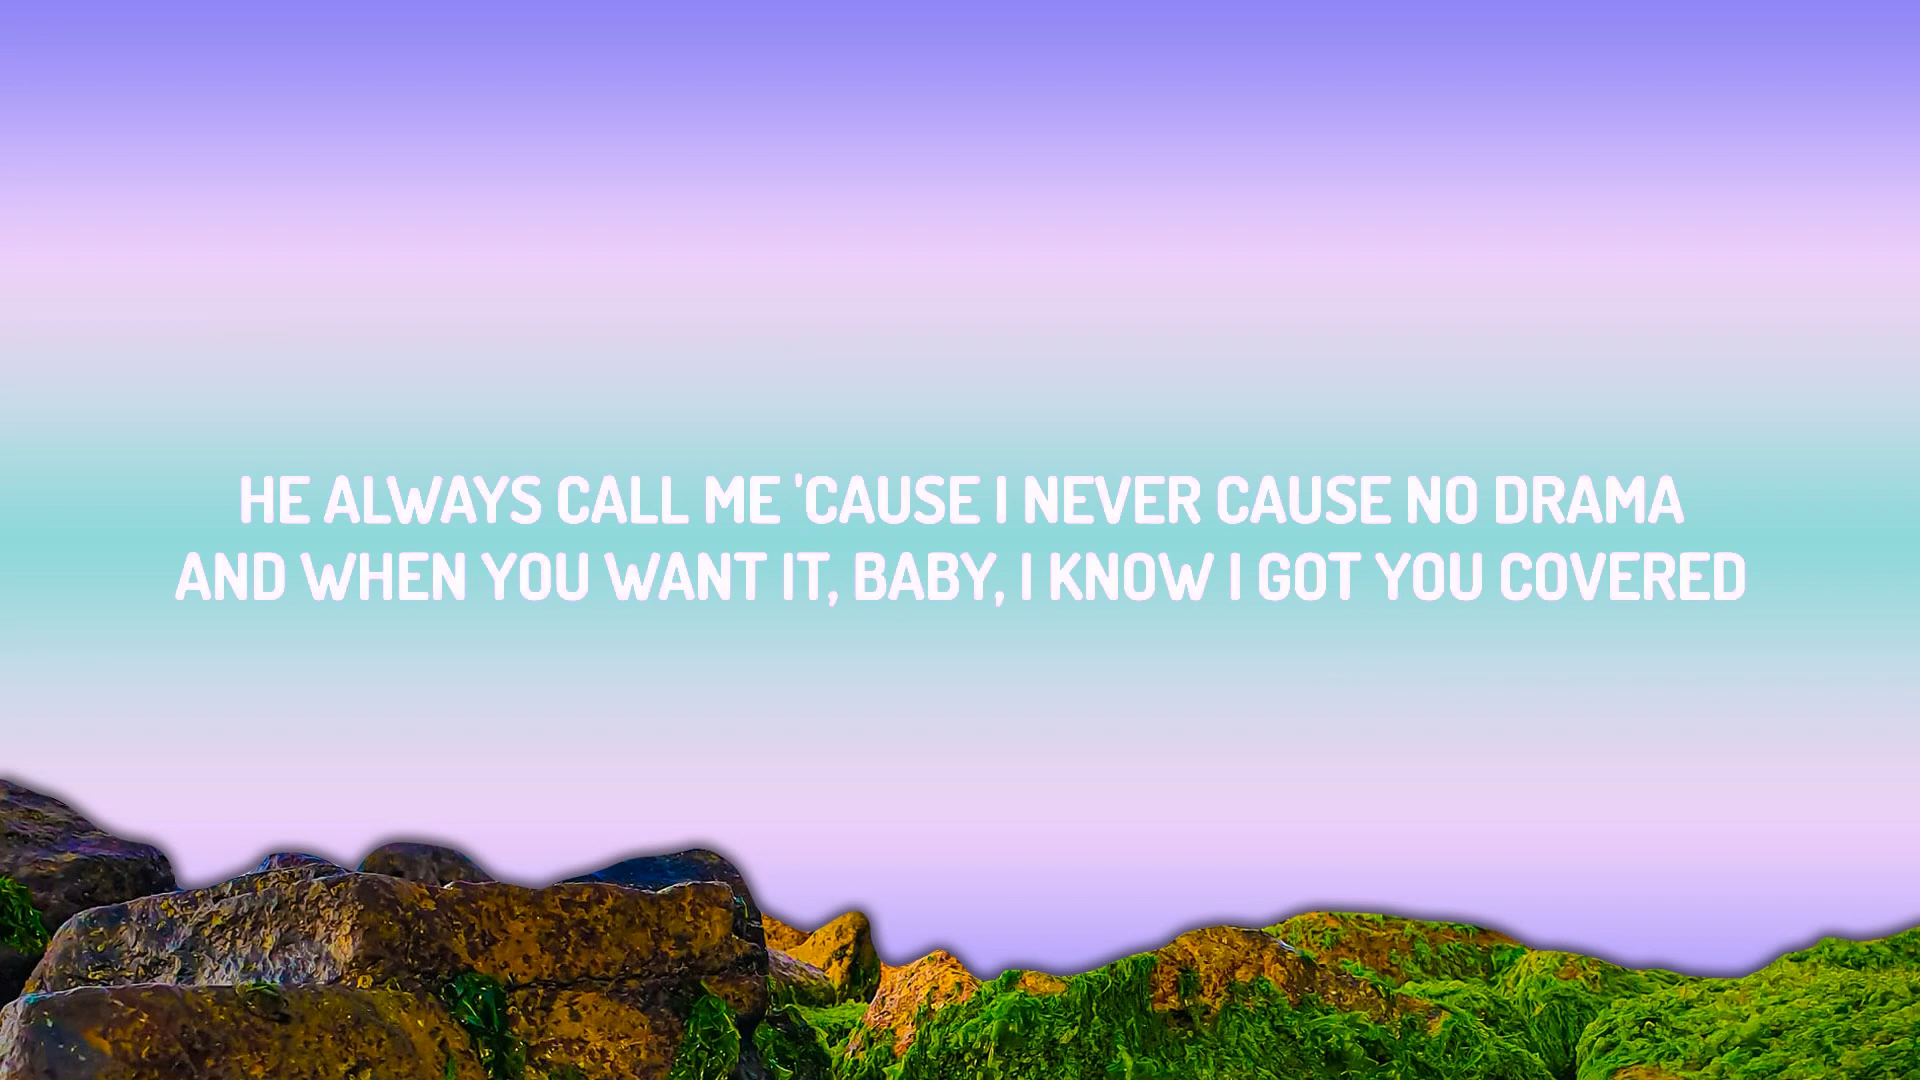 HE ALWAYS CALL ME 'CAUSE I NEVER CAUSE NO DRAMA
AND WHEN YOU WANT IT, BABY, I KNOW I GOT YOU COVERED